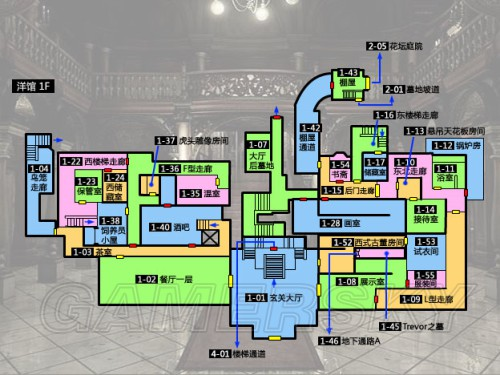 2-05 花坛庭院
1-43
棚屋
洋馆 1F
2-01 墓地坡道
1-16 东楼梯走廊
1-13
悬吊天花板房间
1-42
棚屋
通道
1-37
虎头雕像房间
1-07
大厅
后墓地
1-12 锅炉房
1-04
鸟笼
走廊
1-22 西楼梯走廊
1-36 F型走廊
1-54
书斋
1-17
储藏室
1-10
东北走廊
1-11
浴室
1-23
保管室
1-24
西储
藏室
1-35 温室
1-15 后门走廊
1-38
饲养员
小屋
1-40 酒吧
1-28 画室
1-14
接待室
1-03 茶室
1-52 西式古董房间
1-53
试衣间
1-02 餐厅一层
1-01 玄关大厅
1-08 展示室
1-55
服装间
1-09 L型走廊
GAMERSKY
1-45 Trevor之墓
1-46 地下通路A
4-01 楼梯通道